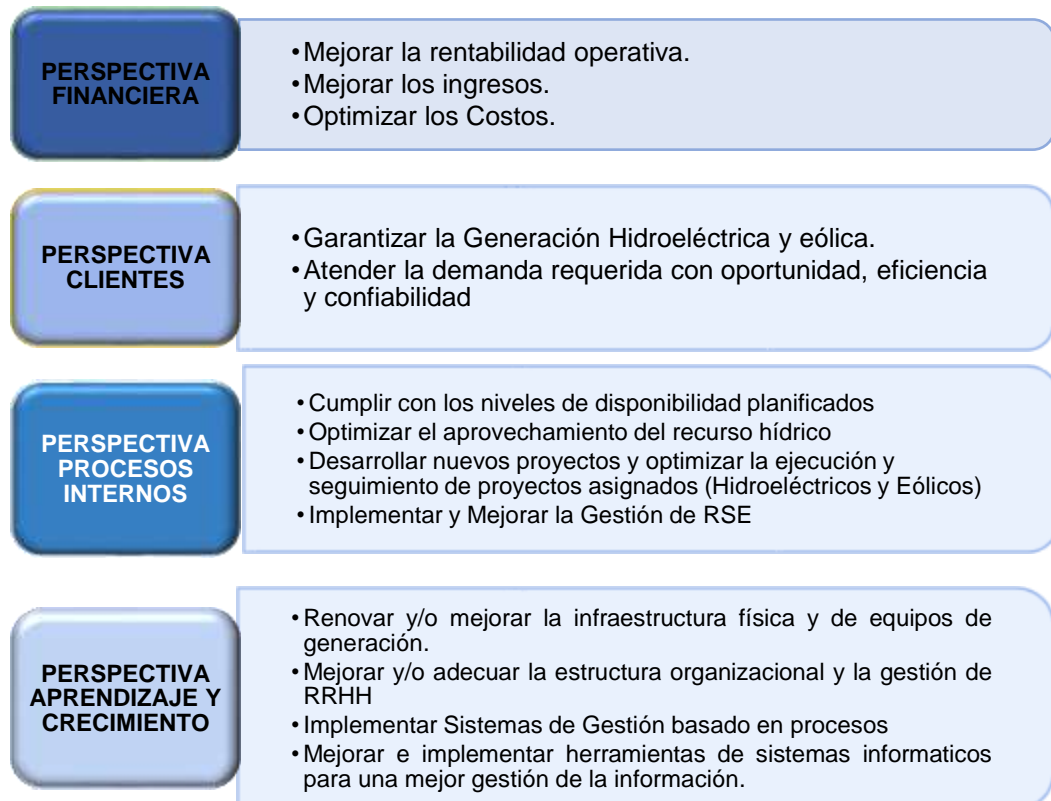 PERSPECTIVA
FINANCIERA
•Mejorar la rentabilidad operativa.
•Mejorar los ingresos.
•Optimizar los Costos.
PERSPECTIVA
CLIENTES
•Garantizar la Generación Hidroeléctrica y eólica.
•Atender la demanda requerida con oportunidad, eficiencia
y confiabilidad
PERSPECTIVA
PROCESOS
INTERNOS
•Cumplir con los niveles de disponibilidad planificados
•Optimizar el aprovechamiento del recurso hídrico
•Desarrollar nuevos proyectos y optimizar la ejecución y
seguimiento de proyectos asignados (Hidroeléctricos y Eólicos)
•Implementar y Mejorar la Gestión de RSE
PERSPECTIVA
APRENDIZAJE Y
CRECIMIENTO
•Renovar y/o mejorar la infraestructura física y de equipos de
generación.
•Mejorar y/o adecuar la estructura organizacional y la gestión de
RRHH
•Implementar Sistemas de Gestión basado en procesos
•Mejorar e implementar herramientas de sistemas informaticos
para una mejor gestión de la información.